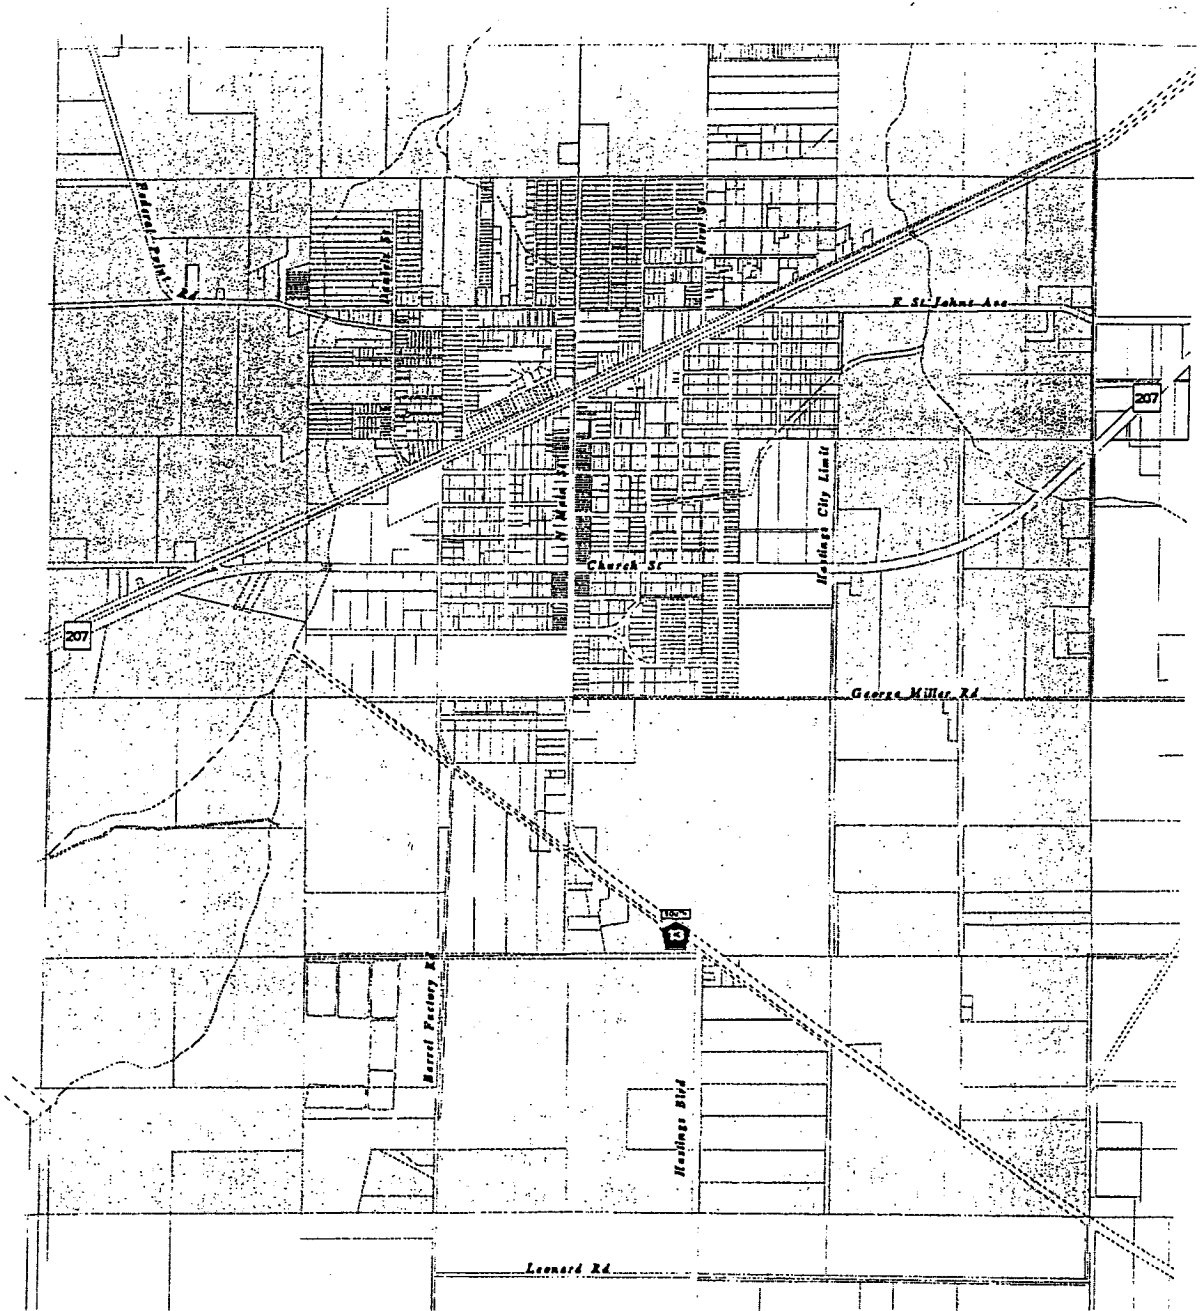 Federal Point
Rd
E St Johns Ave
207
N Main St
Hastings City Limit
Church St
207
George Miller Rd
SOUTH
13
Barrel Factory Rd
Hastings Blvd
Leonard Rd